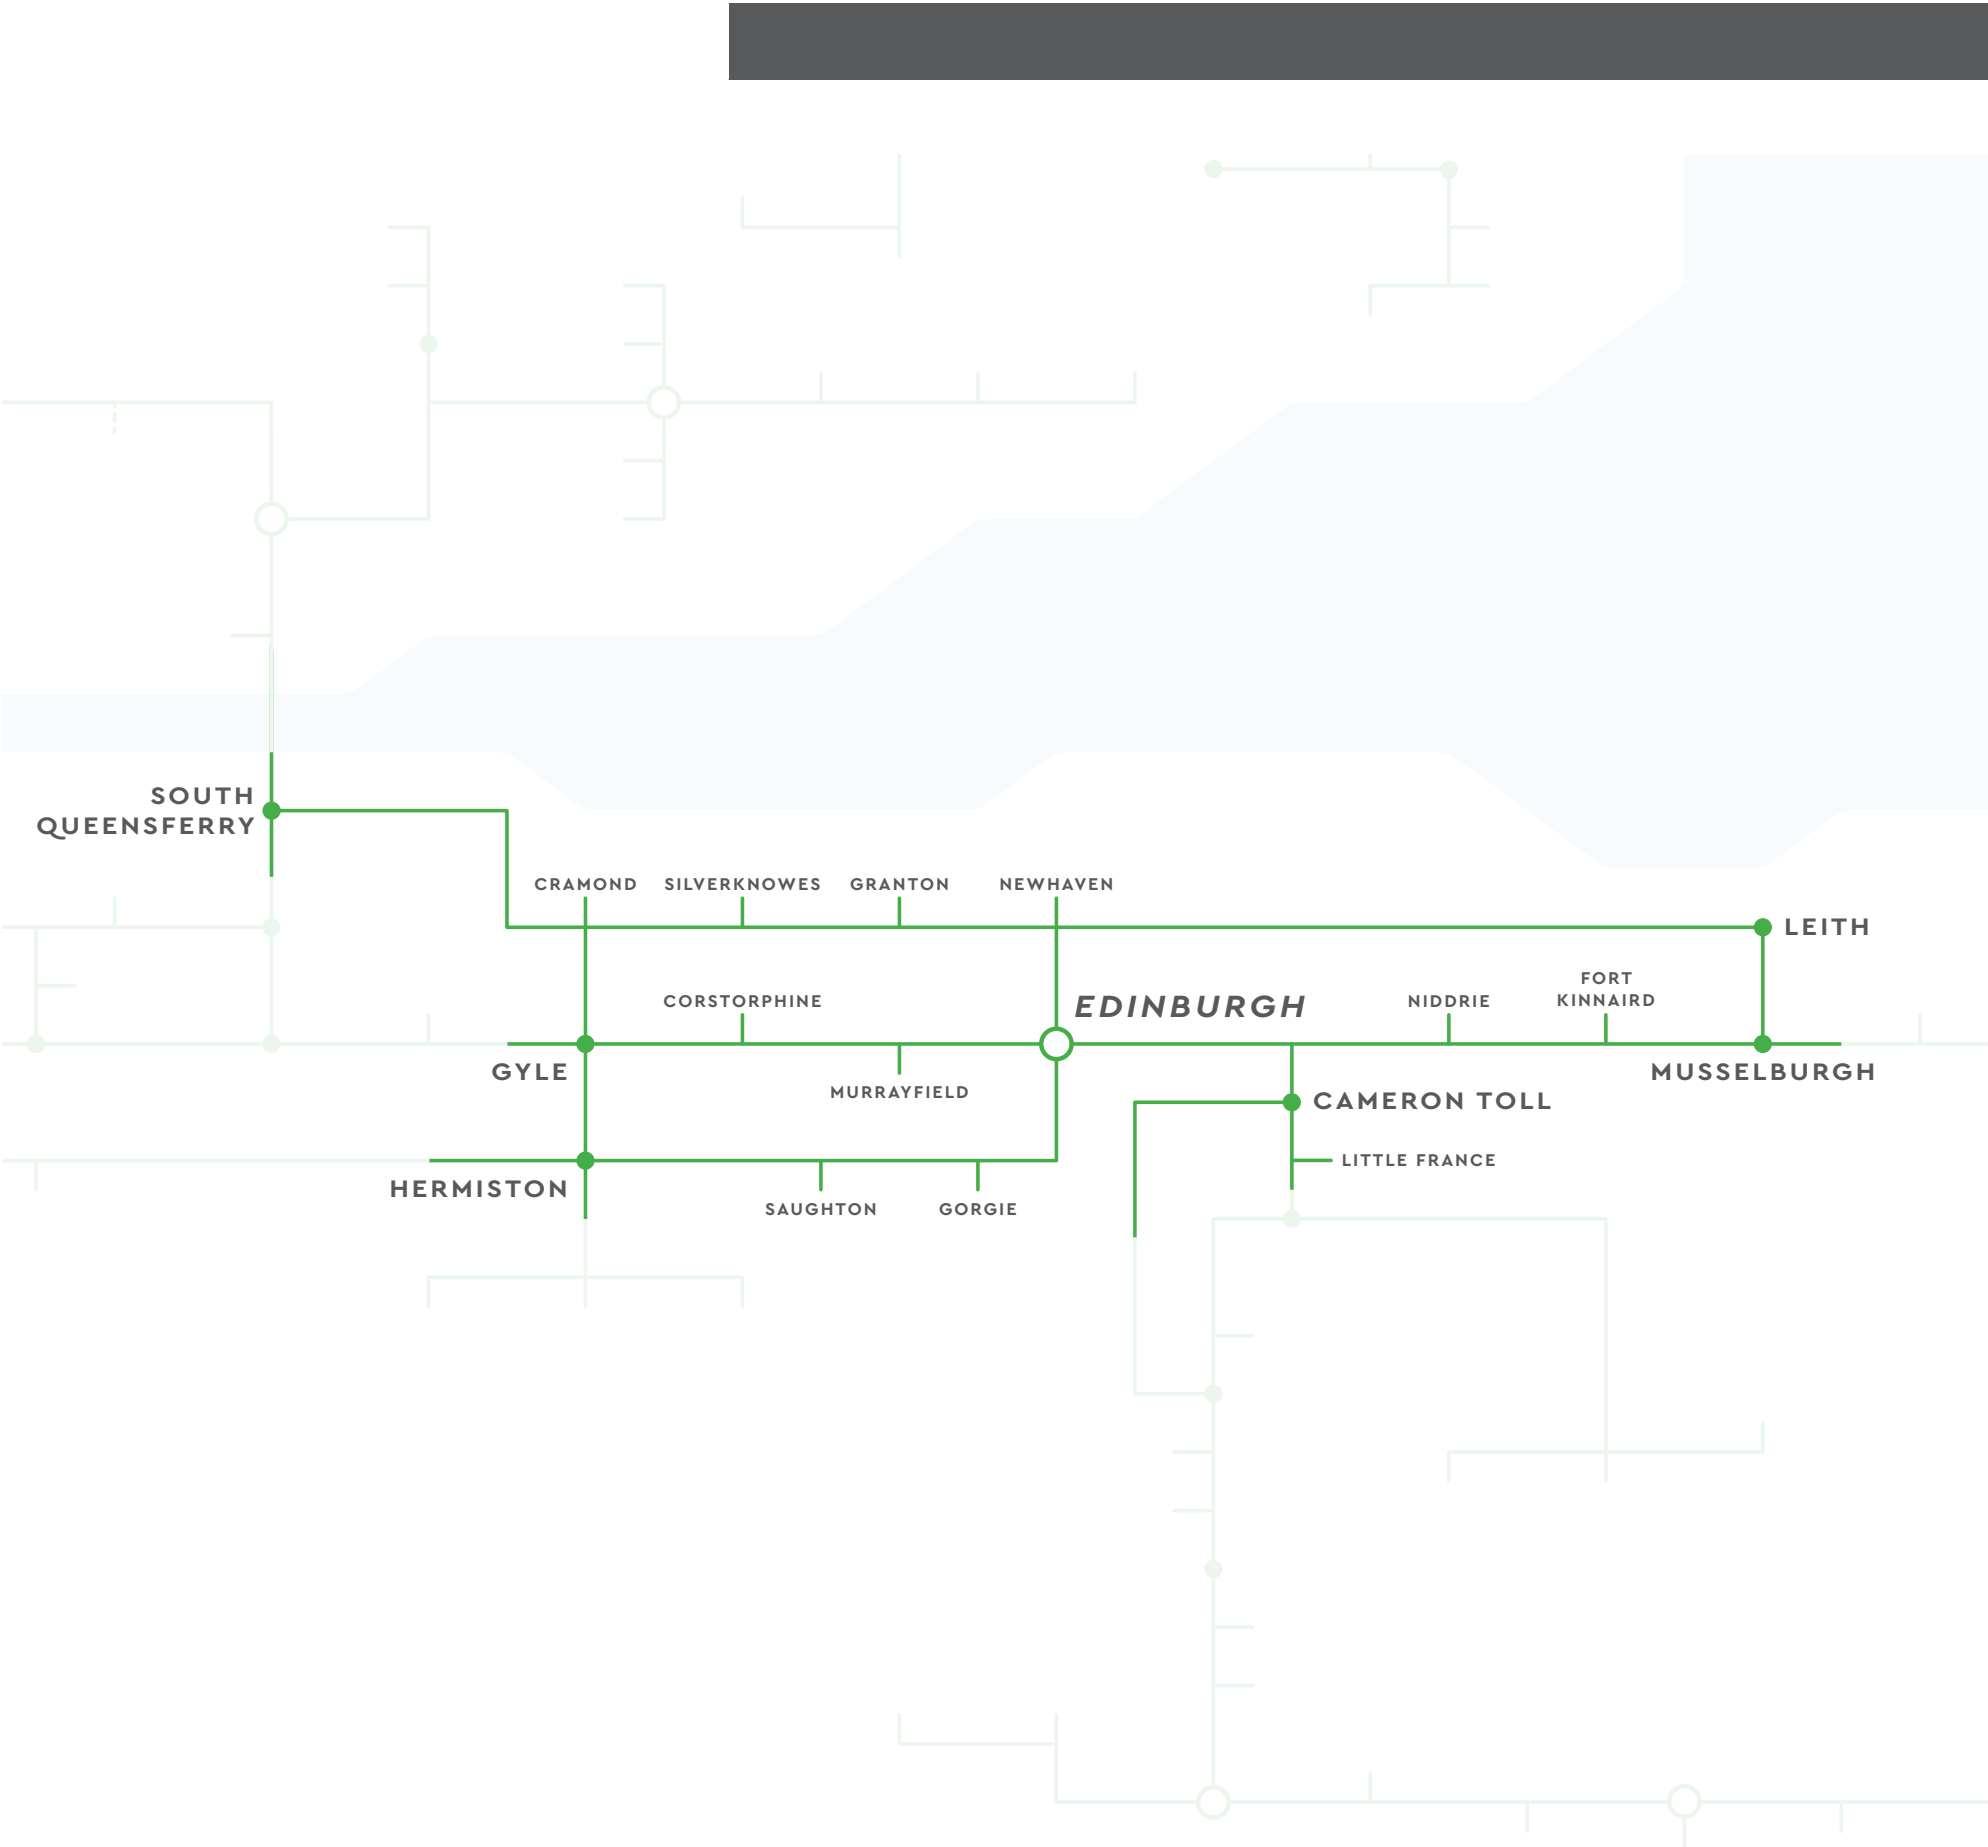 SOUTH
QUEENSFERRY
CRAMOND
SILVERKNOWES
GRANTON
NEWHAVEN
LEITH
CORSTORPHINE
EDINBURGH
NIDDRIE
FORT
KINNAIRD
GYLE
MURRAYFIELD
MUSSELBURGH
CAMERON TOLL
HERMISTON
LITTLE FRANCE
SAUGHTON
GORGIE